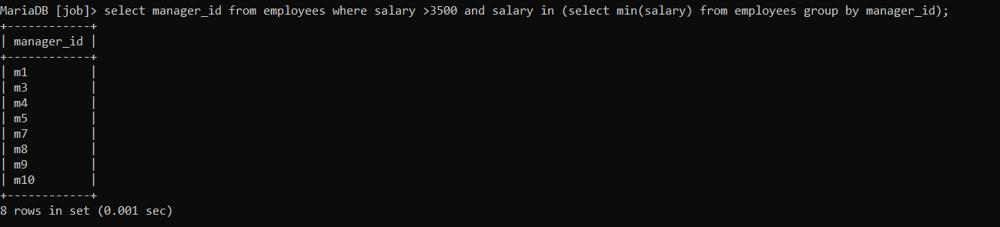 MariaDB [job]> select manager_id from employees where salary >3500 and salary in (select min(salary) from employees group by manager_id);
+------------+
| manager_id |
+------------+
| m1         |
| m3         |
| m4         |
| m5         |
| m7         |
| m8         |
| m9         |
| m10        |
+------------+
8 rows in set (0.001 sec)